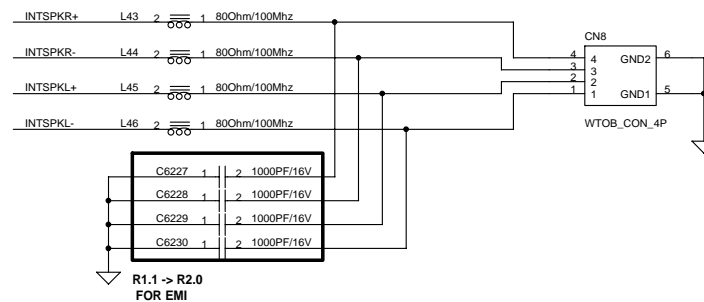 INTSPKR+ L43 2 1 80Ohm/100Mhz
CN8
INTSPKR- L44 2 1 80Ohm/100Mhz
4 4 GND2 6
3 3
INTSPKL+ L45 2 1 80Ohm/100Mhz
2 2
1 1 GND1 5
INTSPKL- L46 2 1 80Ohm/100Mhz
WTOB_CON_4P
C6227 1 2 1000PF/16V
C6228 1 2 1000PF/16V
C6229 1 2 1000PF/16V
C6230 1 2 1000PF/16V
R1.1 -> R2.0
FOR EMI